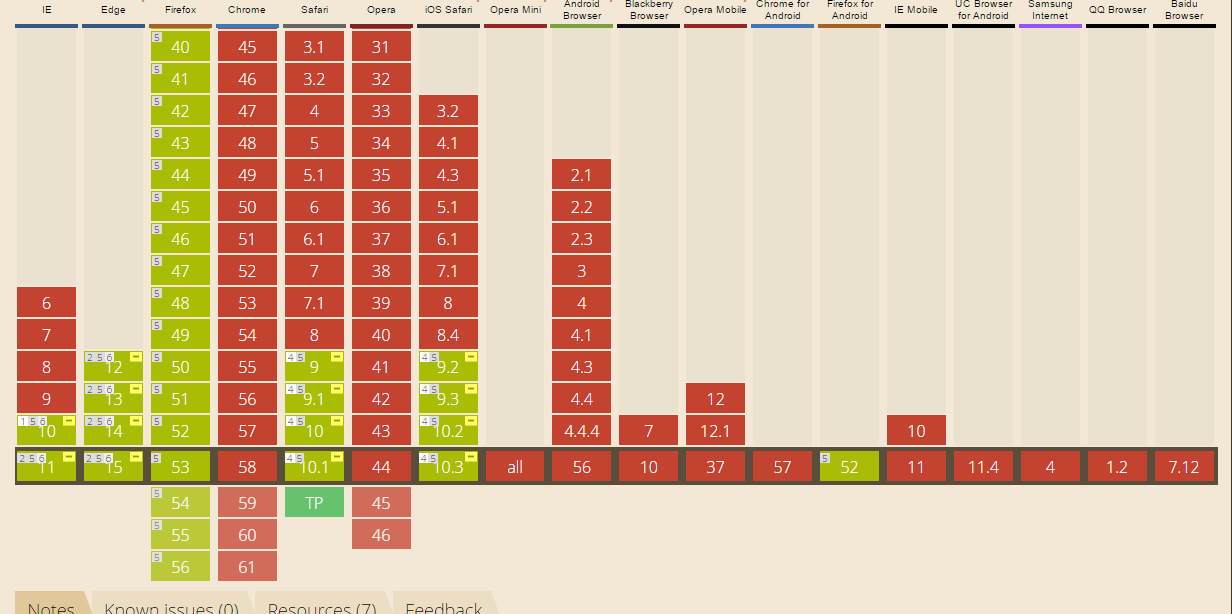 IE Edge Firefox Chrome Safari Opera iOS Safari Opera Mini Android Browser Blackberry Browser Opera Mobile Chrome for Android Firefox for Android IE Mobile UC Browser for Android Samsung Internet QQ Browser Baidu Browser
5 40 45 3.1 31
5 41 46 3.2 32
5 42 47 4 33 3.2
5 43 48 5 34 4.1
5 44 49 5.1 35 4.3 2.1
5 45 50 6 36 5.1 2.2
5 46 51 6.1 37 6.1 2.3
5 47 52 7 38 7.1 3
6 5 48 53 7.1 39 8 4
7 5 49 54 8 40 8.4 4.1
8 2 5 6 12 5 50 55 4 5 9 41 4 5 9.2 4.3
9 2 5 6 13 5 51 56 4 5 9.1 42 4 5 9.3 4.4 12
1 5 6 10 2 5 6 14 5 52 57 4 5 10 43 4 5 10.2 4.4.4 7 12.1 10
2 5 6 11 2 5 6 15 5 53 58 4 5 10.1 44 4 5 10.3 all 56 10 37 57 5 52 11 11.4 4 1.2 7.12
5 54 59 TP 45
5 55 60 46
5 56 61
Notes Known issues (0) Resources (7) Feedback